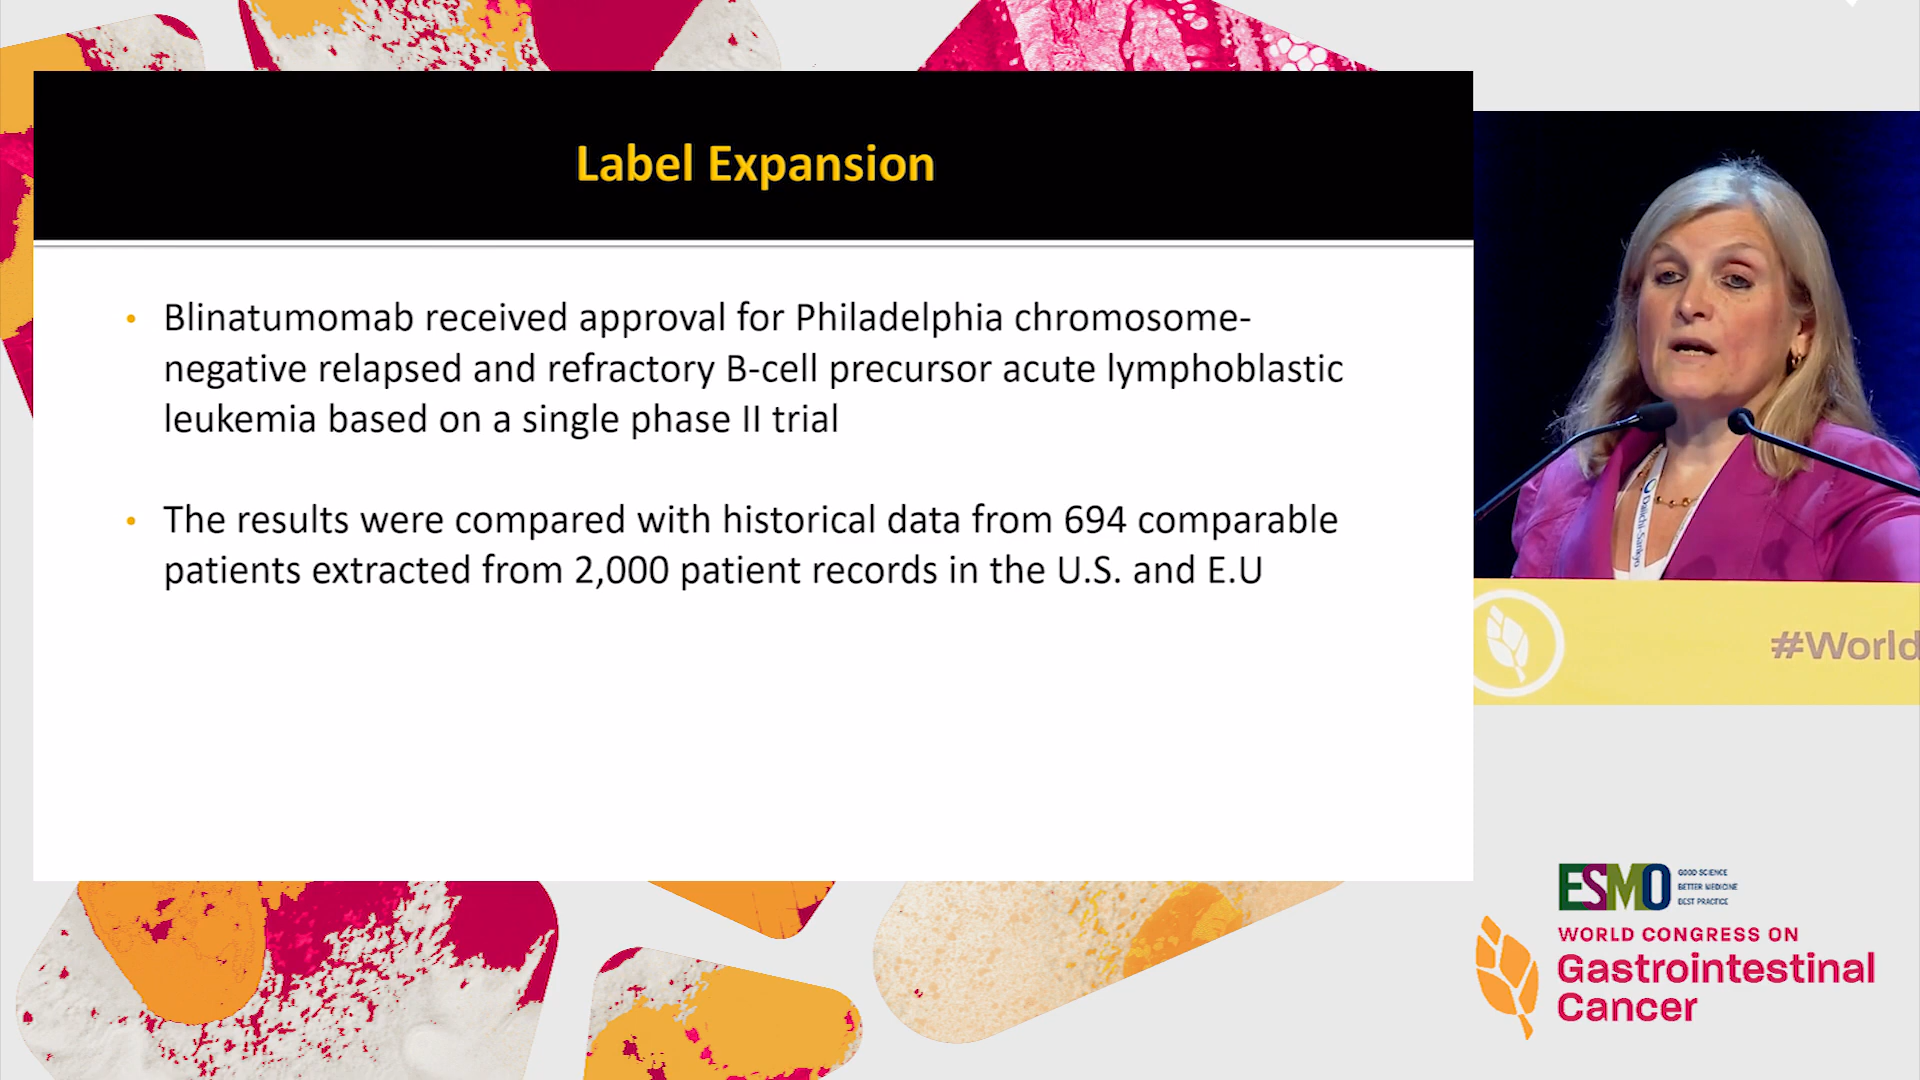 Label Expansion
• Blinatumomab received approval for Philadelphia chromosome-
negative relapsed and refractory B-cell precursor acute lymphoblastic
leukemia based on a single phase II trial
• The results were compared with historical data from 694 comparable
patients extracted from 2,000 patient records in the U.S. and E.U
Daiichi-Sankyo
#World
ESMO
GOOD SCIENCE
BETTER MEDICINE
BEST PRACTICE
WORLD CONGRESS ON
Gastrointestinal
Cancer